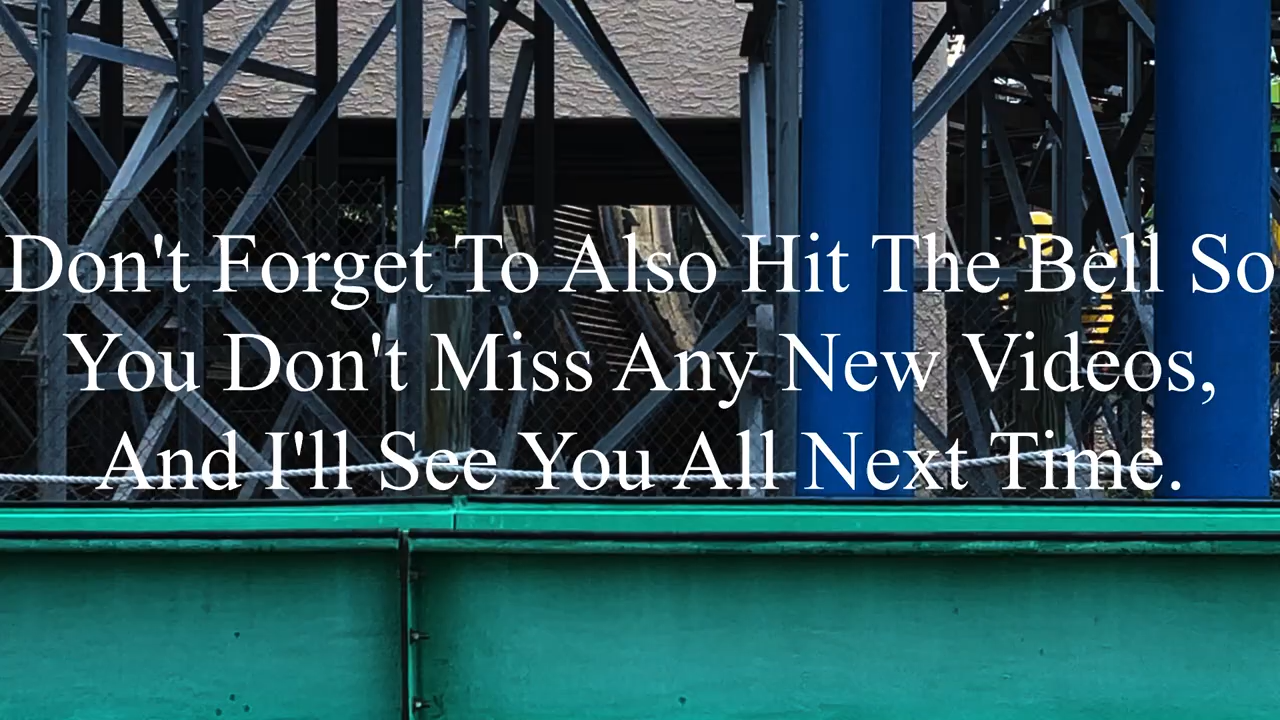 Don't Forget To Also Hit The Bell So
You Don't Miss Any New Videos,
And I'll See You All Next Time.